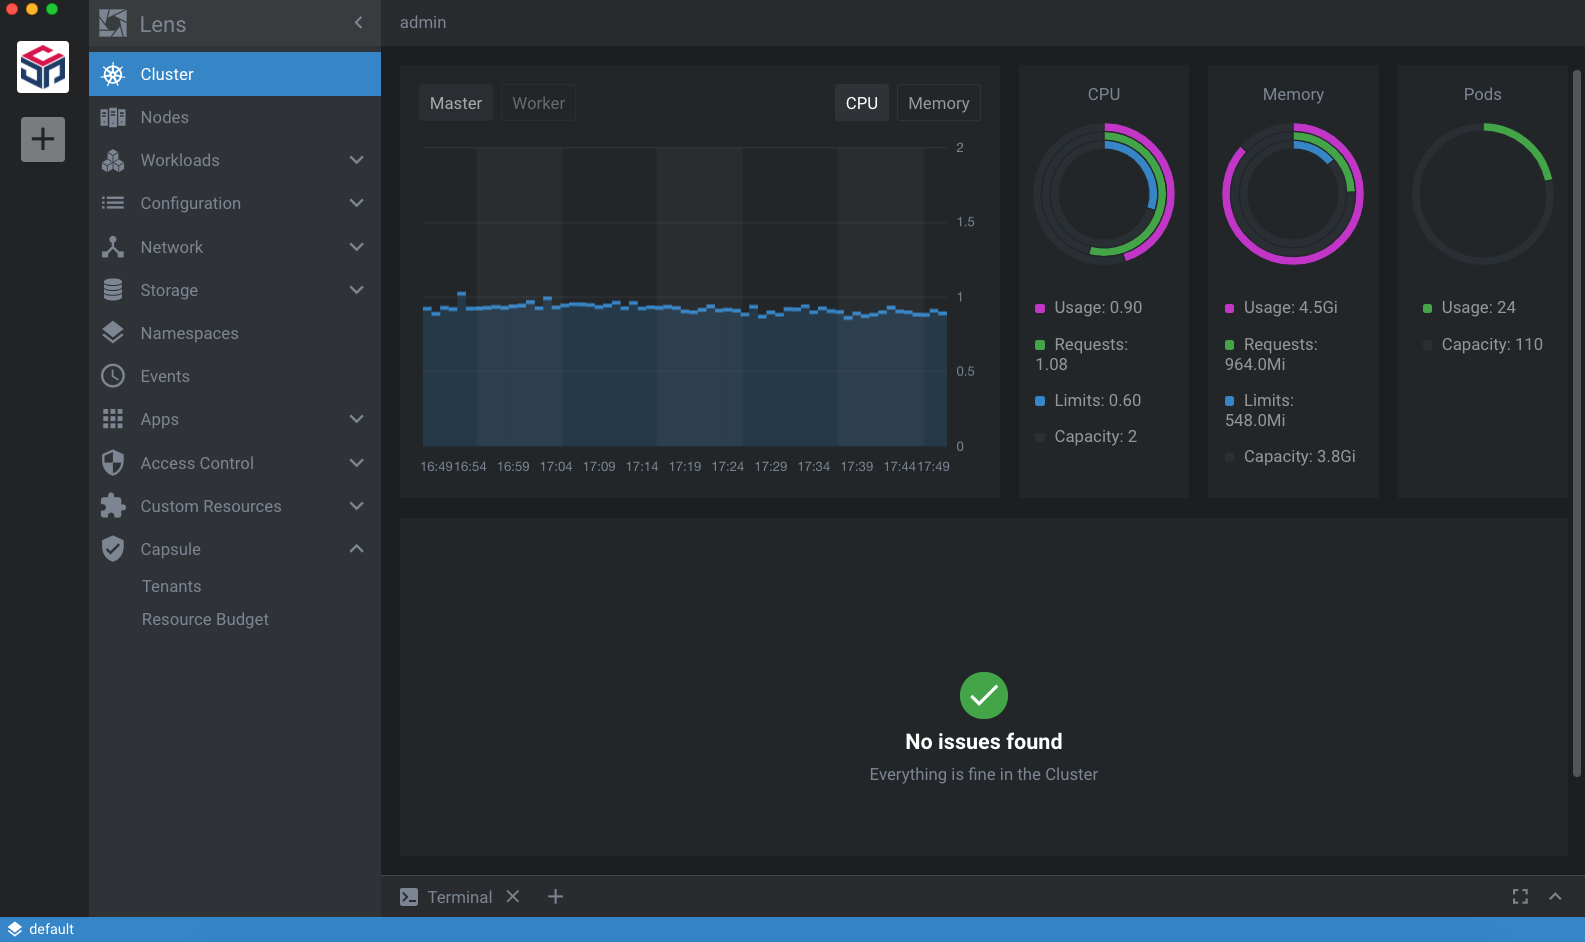 Lens
Cluster
Nodes
Workloads
Configuration
Network
Storage
Namespaces
Events
Apps
Access Control
Custom Resources
Capsule
Tenants
Resource Budget
admin
Master
Worker
CPU
Memory
2
1.5
1
0.5
0
16:49 16:54 16:59 17:04 17:09 17:14 17:19 17:24 17:29 17:34 17:39 17:44 17:49
CPU
Usage: 0.90
Requests:
1.08
Limits: 0.60
Capacity: 2
Memory
Usage: 4.5Gi
Requests:
964.0Mi
Limits:
548.0Mi
Capacity: 3.8Gi
Pods
Usage: 24
Capacity: 110
No issues found
Everything is fine in the Cluster
Terminal
default